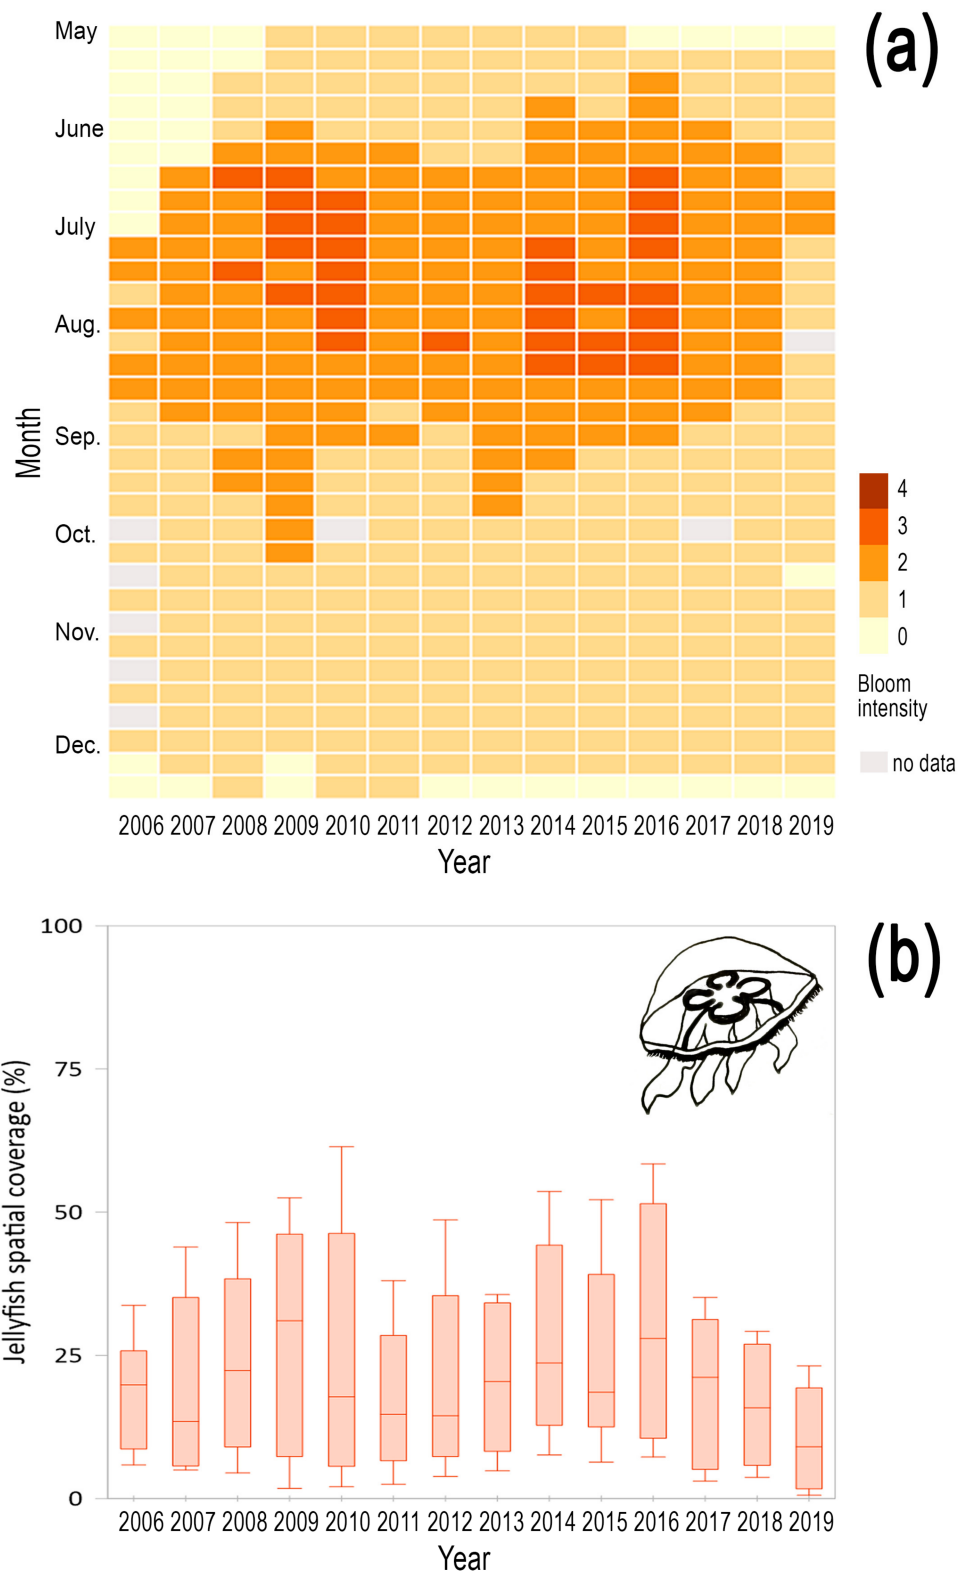 (a)
May
June
July
Aug.
Sep.
Oct.
Nov.
Dec.
Month
4
3
2
1
0
Bloom
intensity
no data
2006 2007 2008 2009 2010 2011 2012 2013 2014 2015 2016 2017 2018 2019
Year
(b)
100
75
50
25
0
Jellyfish spatial coverage (%)
2006 2007 2008 2009 2010 2011 2012 2013 2014 2015 2016 2017 2018 2019
Year